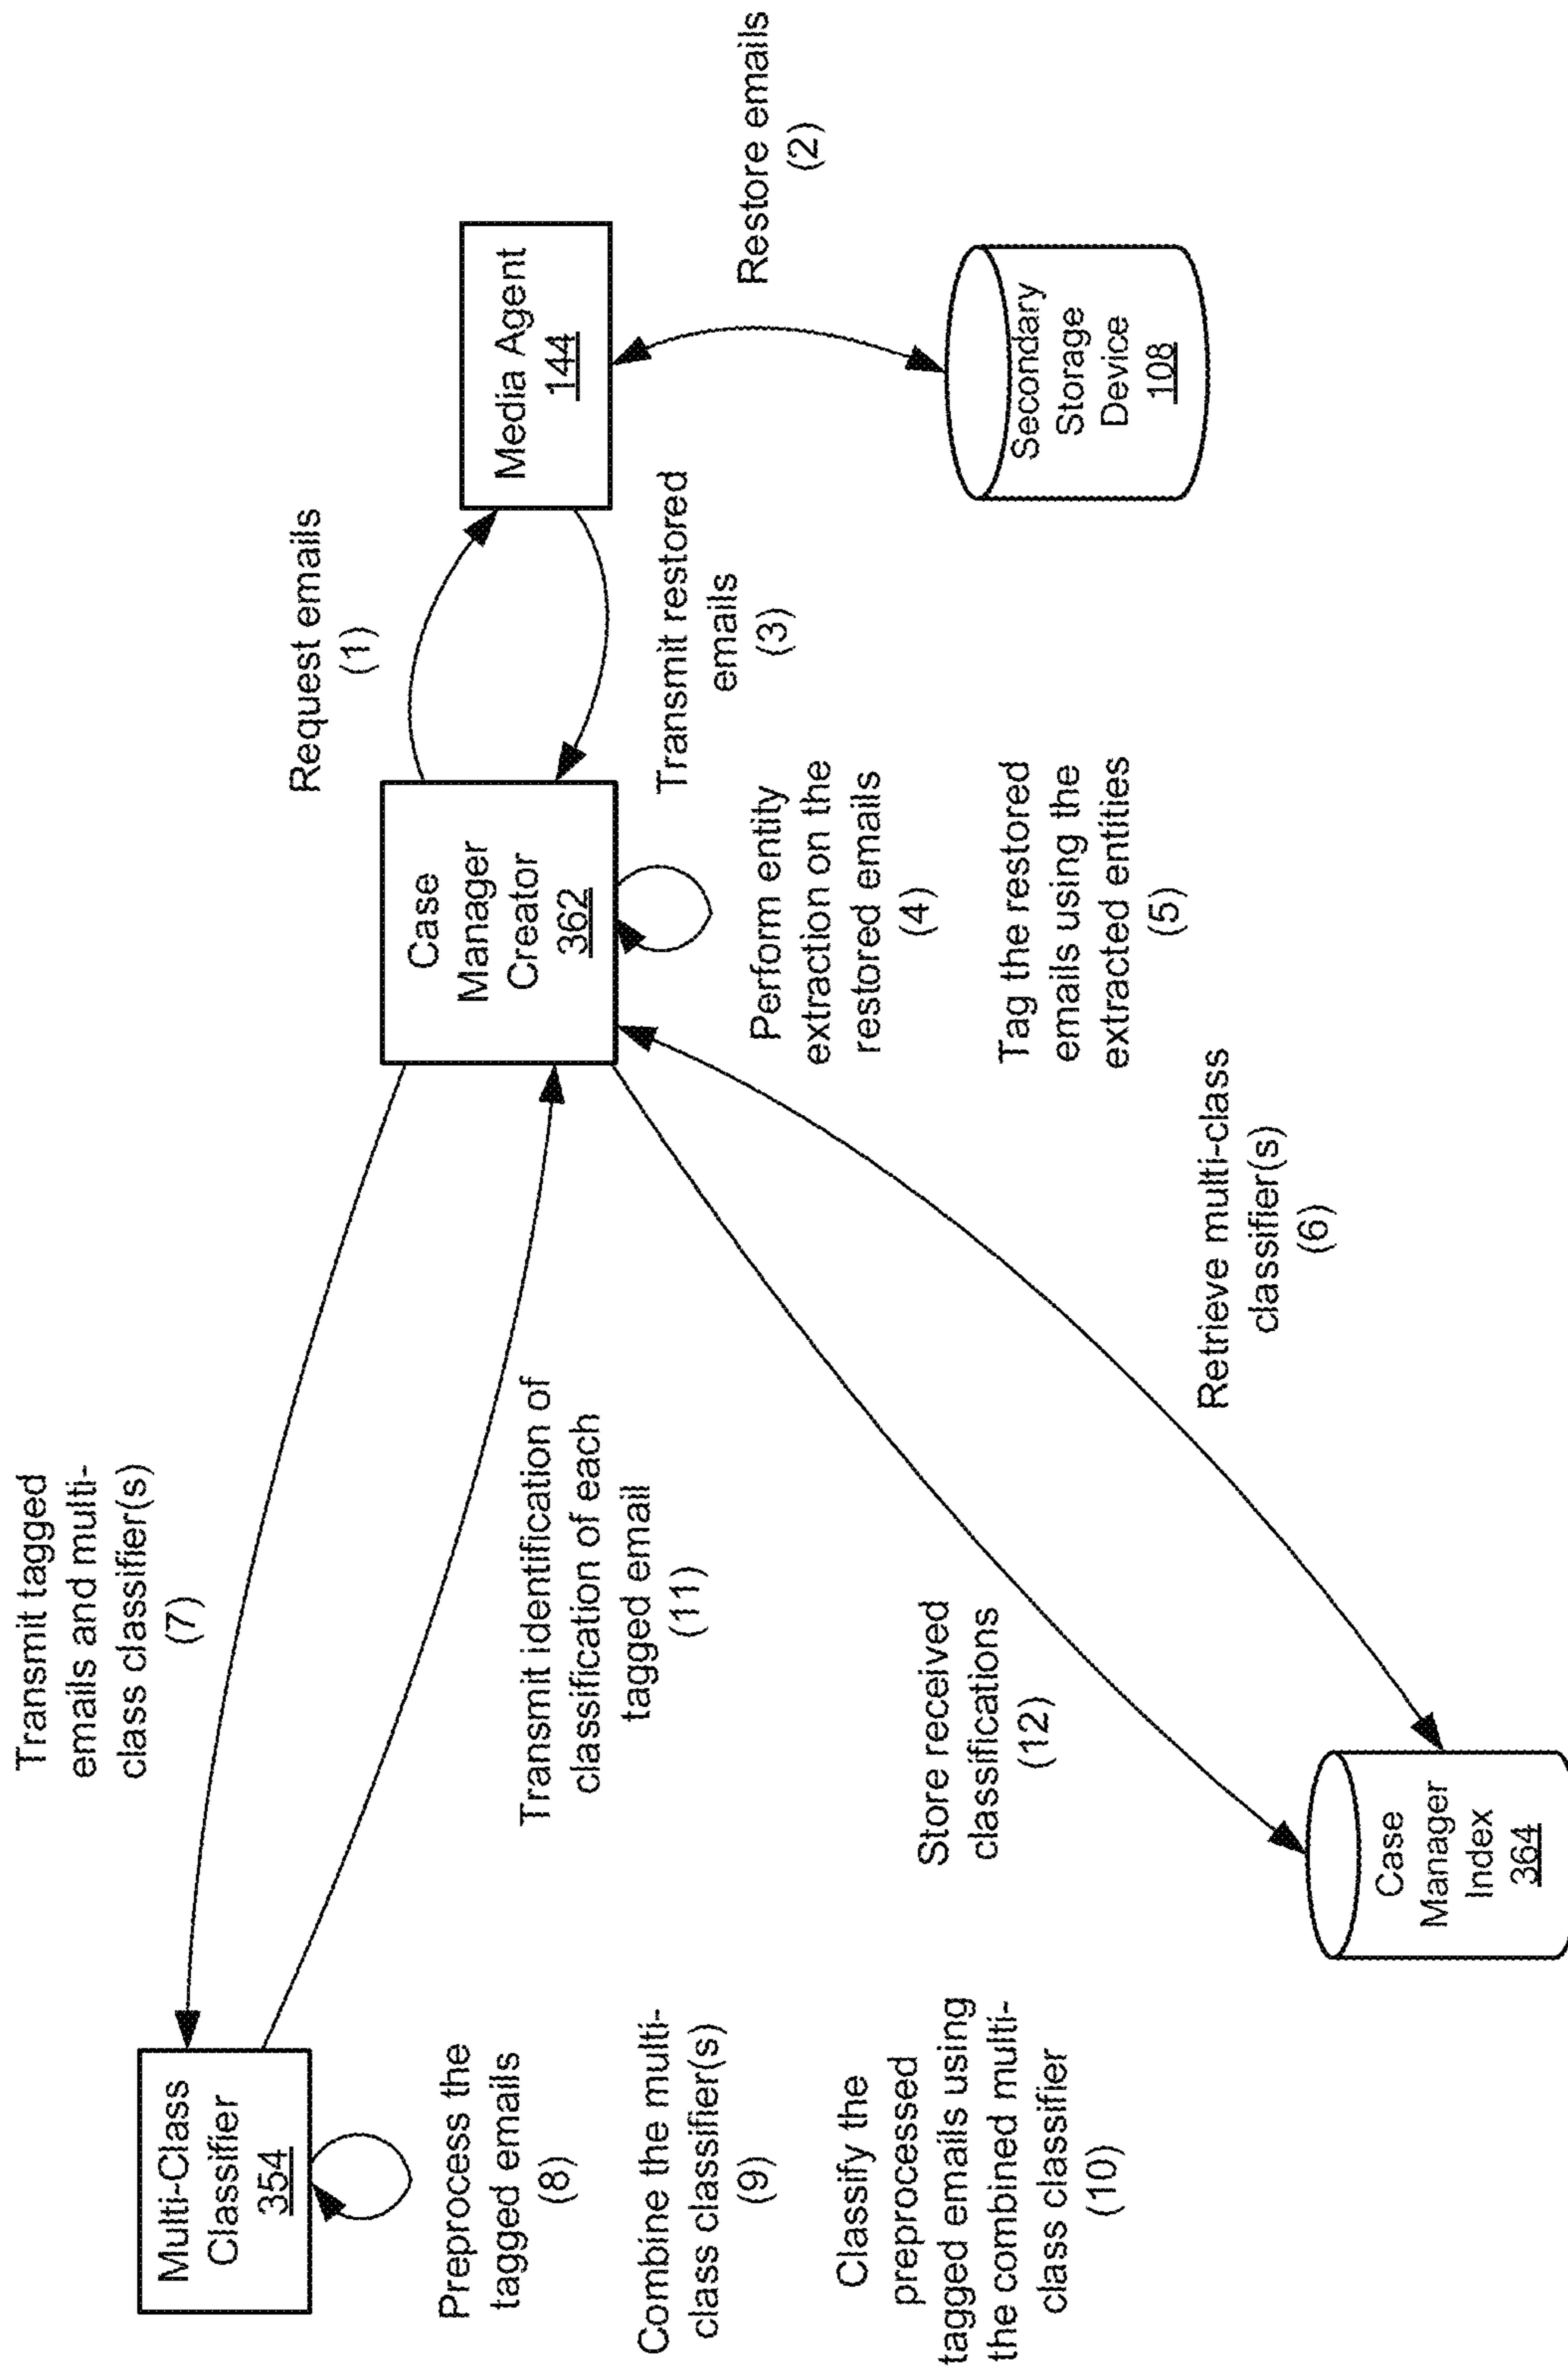 Multi-Class
Classifier
354
Preprocess the
tagged emails
(8)
Combine the multi-
class classifier(s)
(9)
Classify the
preprocessed
tagged emails using
the combined multi-
class classifier
(10)
Transmit tagged
emails and multi-
class classifier(s)
(7)
Transmit identification of
classification of each
tagged email
(11)
Store received
classifications
(12)
Case
Manager
Index
364
Retrieve multi-class
classifier(s)
(6)
Case
Manager
Creator
362
Perform entity
extraction on the
restored emails
(4)
Tag the restored
emails using the
extracted entities
(5)
Request emails
(1)
Transmit restored
emails
(3)
Media Agent
144
Restore emails
(2)
Secondary
Storage
Device
108